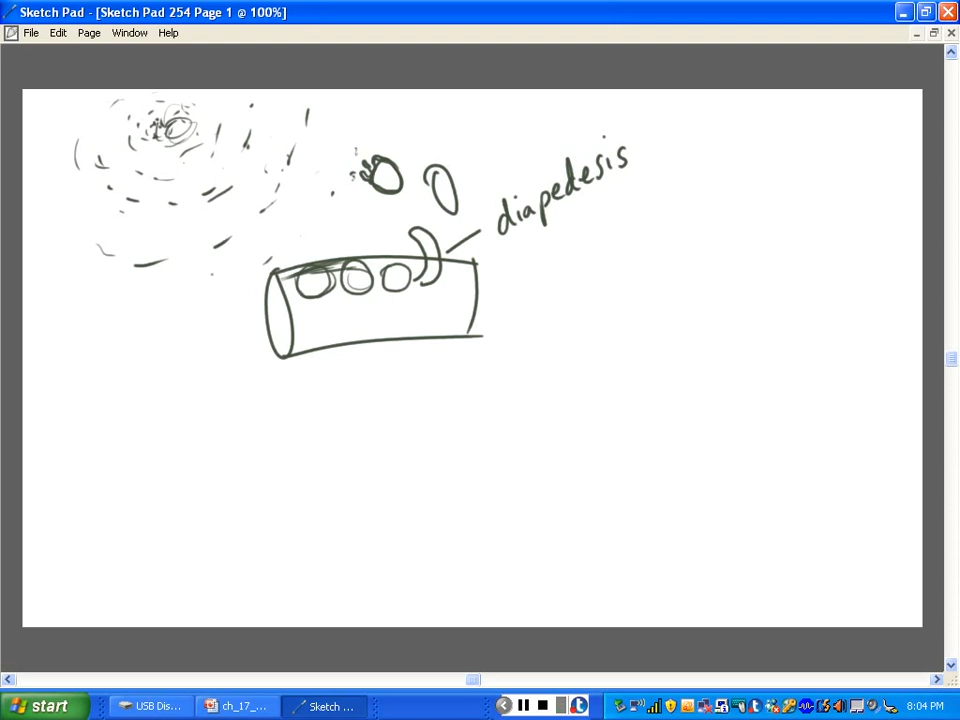 Sketch Pad - [Sketch Pad 254 Page 1 @ 100%]
File Edit Page Window Help
diapedesis
start USB Dis... ch_17_... Sketch ... 8:04 PM